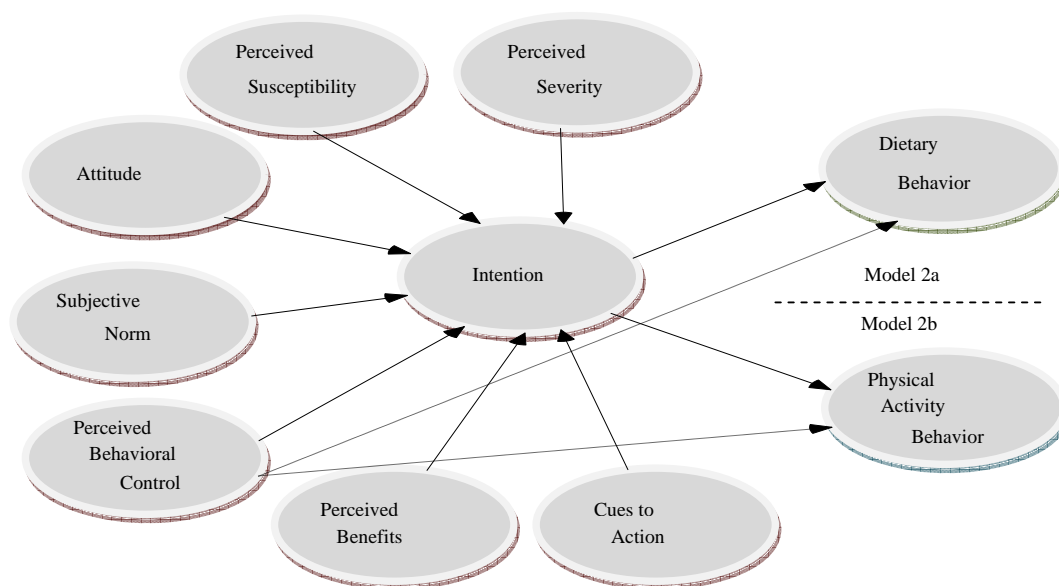 Perceived
Susceptibility
Perceived
Severity
Attitude
Dietary
Behavior
Intention
Model 2a
Subjective
Norm
Model 2b
Physical
Activity
Behavior
Perceived
Behavioral
Control
Perceived
Benefits
Cues to
Action